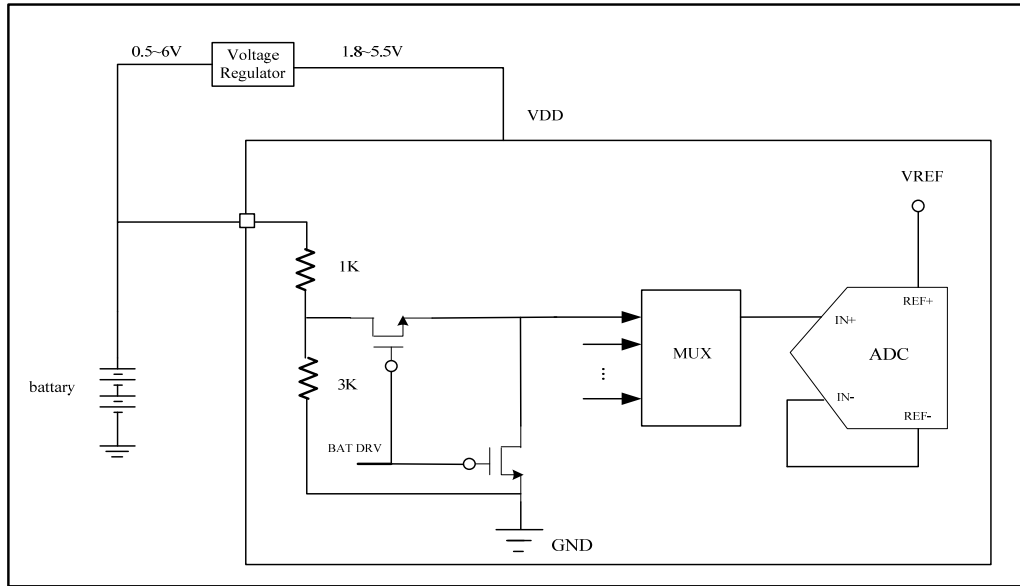 0.5~6V
Voltage
Regulator
1.8~5.5V
VDD
VREF
1K
REF+
IN+
MUX
ADC
3K
...
battary
IN-
REF-
BAT DRV
GND